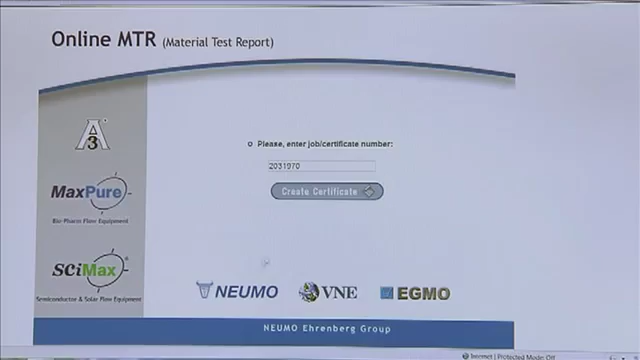 Online MTR (Material Test Report)
A
3
Please, enter job/certificate number:
2031970
Create Certificate
MaxPure
Bio-Pharm Flow Equipment
SCiMax
Semiconductor & Solar Flow Equipment
NEUMO
VNE
EGMO
NEUMO Ehrenberg Group
Internet | Protected Mode: Off